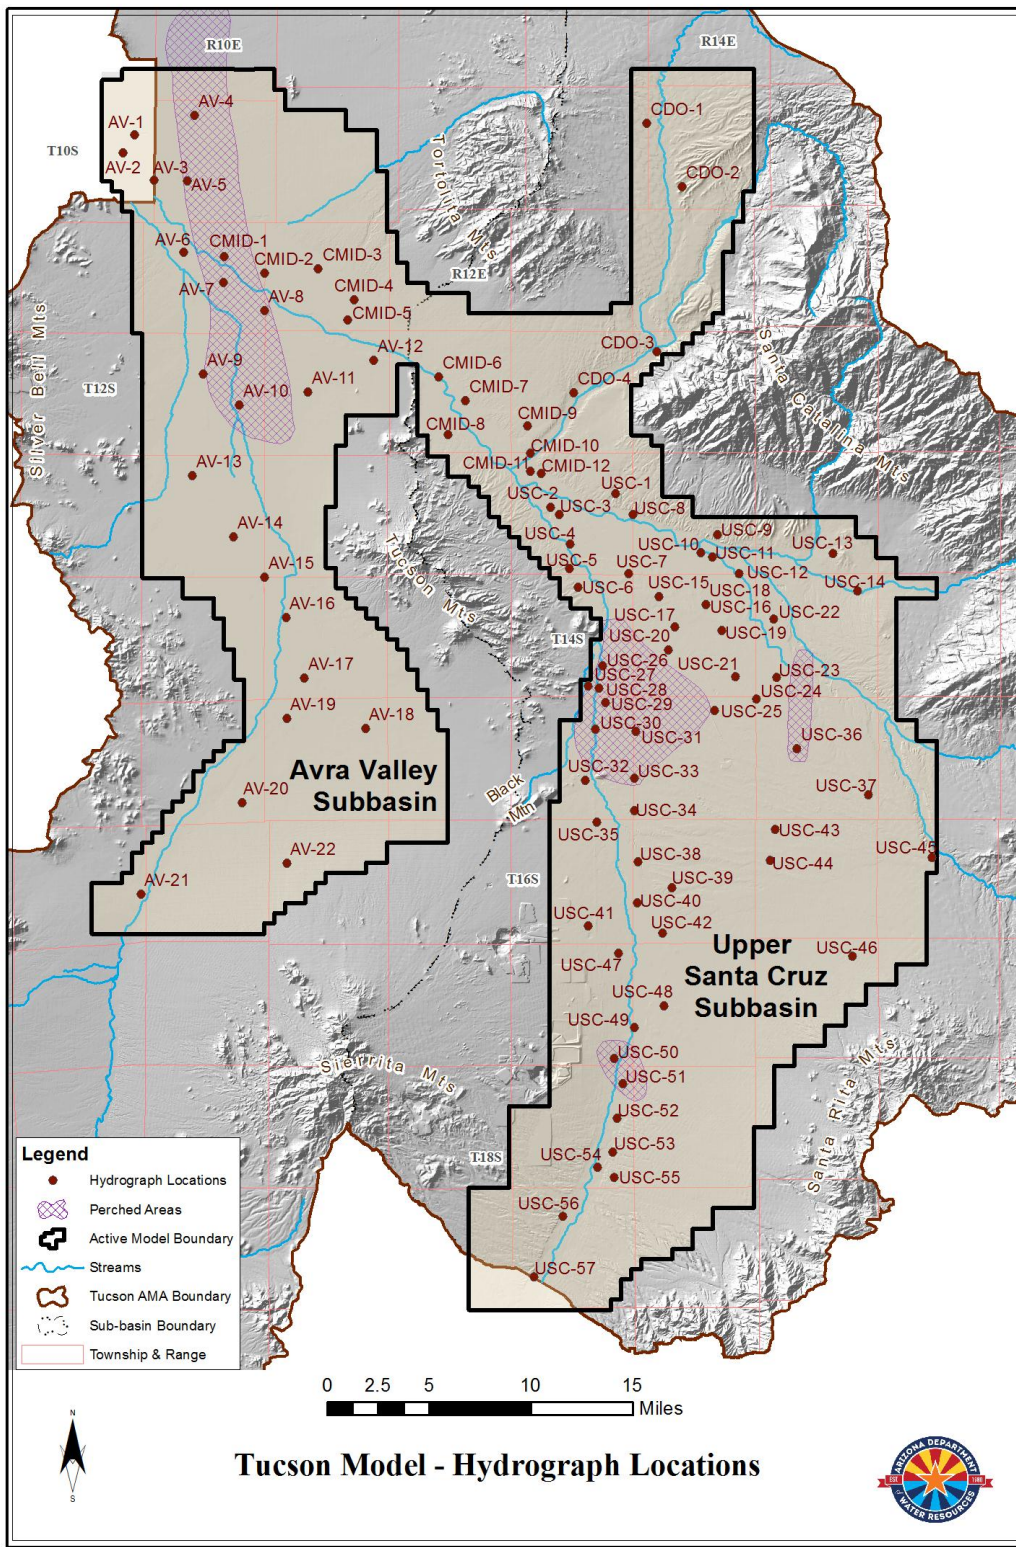 R10E
R14E
AV-4
CDO-1
AV-1
T10S
AV-2
AV-3
AV-5
CDO-2
Tortolita Mts
AV-6
CMID-1
CMID-2
CMID-3
R12E
AV-7
AV-8
CMID-4
CMID-5
Silver Bell Mts
AV-12
CDO-3
Santa Catalina Mts
T12S
AV-9
CMID-6
CDO-4
AV-10
AV-11
CMID-7
CMID-8
CMID-9
CMID-10
AV-13
CMID-11
CMID-12
USC-1
USC-2
USC-3
USC-8
AV-14
USC-4
USC-9
USC-10
USC-11
USC-13
Tucson Mts
AV-15
USC-5
USC-7
USC-12
USC-14
USC-6
USC-15
USC-18
AV-16
USC-17
USC-16
USC-22
T14S
USC-20
USC-19
AV-17
USC-26
USC-21
USC-23
USC-27
USC-28
USC-24
AV-19
AV-18
USC-29
USC-25
USC-30
USC-31
USC-36
Avra Valley
Subbasin
Black
Mtn
USC-32
USC-33
USC-37
AV-20
USC-34
USC-35
USC-43
AV-22
USC-38
USC-44
USC-45
AV-21
T16S
USC-39
USC-40
USC-41
USC-42
Upper
Santa Cruz
Subbasin
USC-46
USC-47
USC-48
USC-49
Sierrita Mts
USC-50
USC-51
Santa Rita Mts
USC-52
USC-53
T18S
USC-54
USC-55
USC-56
USC-57
Legend
Hydrograph Locations
Perched Areas
Active Model Boundary
Streams
Tucson AMA Boundary
Sub-basin Boundary
Township & Range
0 2.5 5 10 15
Miles
N
S
Tucson Model - Hydrograph Locations
ARIZONA DEPARTMENT
EST 1980
OF WATER RESOURCES